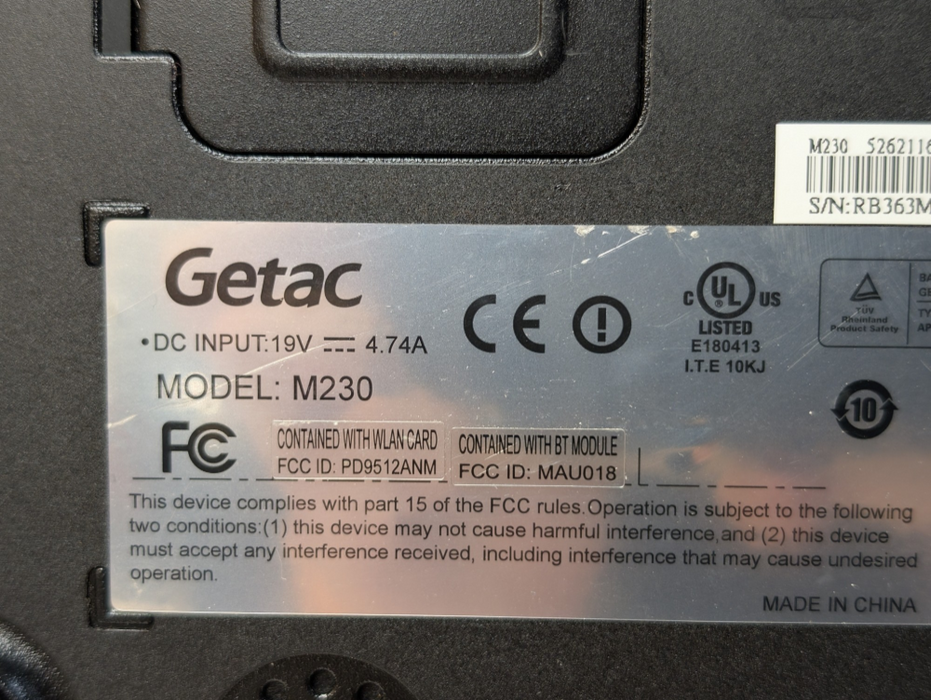 M230 5262116
S/N:RB363M
Getac
•DC INPUT:19V ⎓ 4.74A
MODEL: M230
CE
C UL ® US
LISTED
E180413
I.T.E 10KJ
TÜV
Rheinland
Product Safety
BA
GE
TY
AP
10
FC
CONTAINED WITH WLAN CARD
FCC ID: PD9512ANM
CONTAINED WITH BT MODULE
FCC ID: MAU018
This device complies with part 15 of the FCC rules.Operation is subject to the following
two conditions:(1) this device may not cause harmful interference,and (2) this device
must accept any interference received, including interference that may cause undesired
operation.
MADE IN CHINA